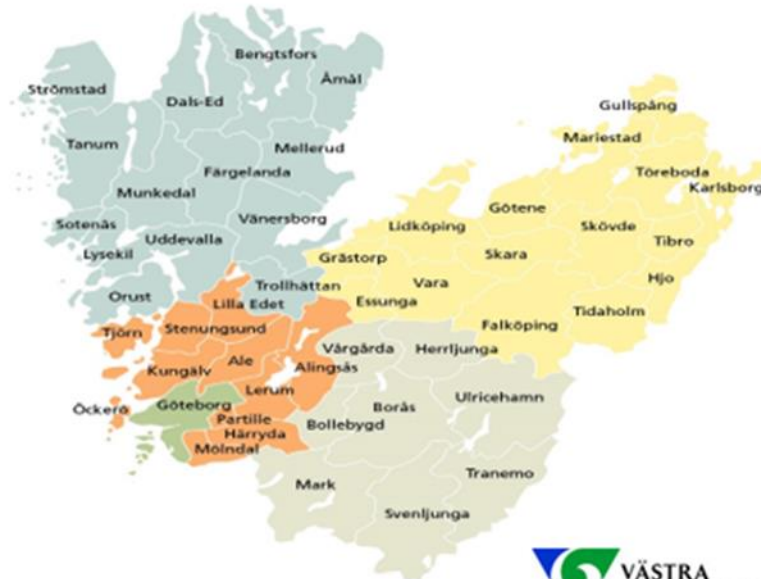 Bengtsfors
Åmål
Strömstad
Dals-Ed
Gullspång
Mariestad
Tanum
Mellerud
Färgelanda
Töreboda
Karlsborg
Munkedal
Götene
Sotenäs
Vänersborg
Lidköping
Skövde
Uddevalla
Tibro
Lysekil
Skara
Grästorp
Hjo
Trollhättan
Vara
Orust
Lilla Edet
Essunga
Tidaholm
Tjörn
Stenungsund
Falköping
Vårgårda
Herrljunga
Ale
Kungälv
Alingsås
Lerum
Ulricehamn
Öckerö
Göteborg
Borås
Partille
Bollebygd
Härryda
Mölndal
Tranemo
Mark
Svenljunga
VÄSTRA